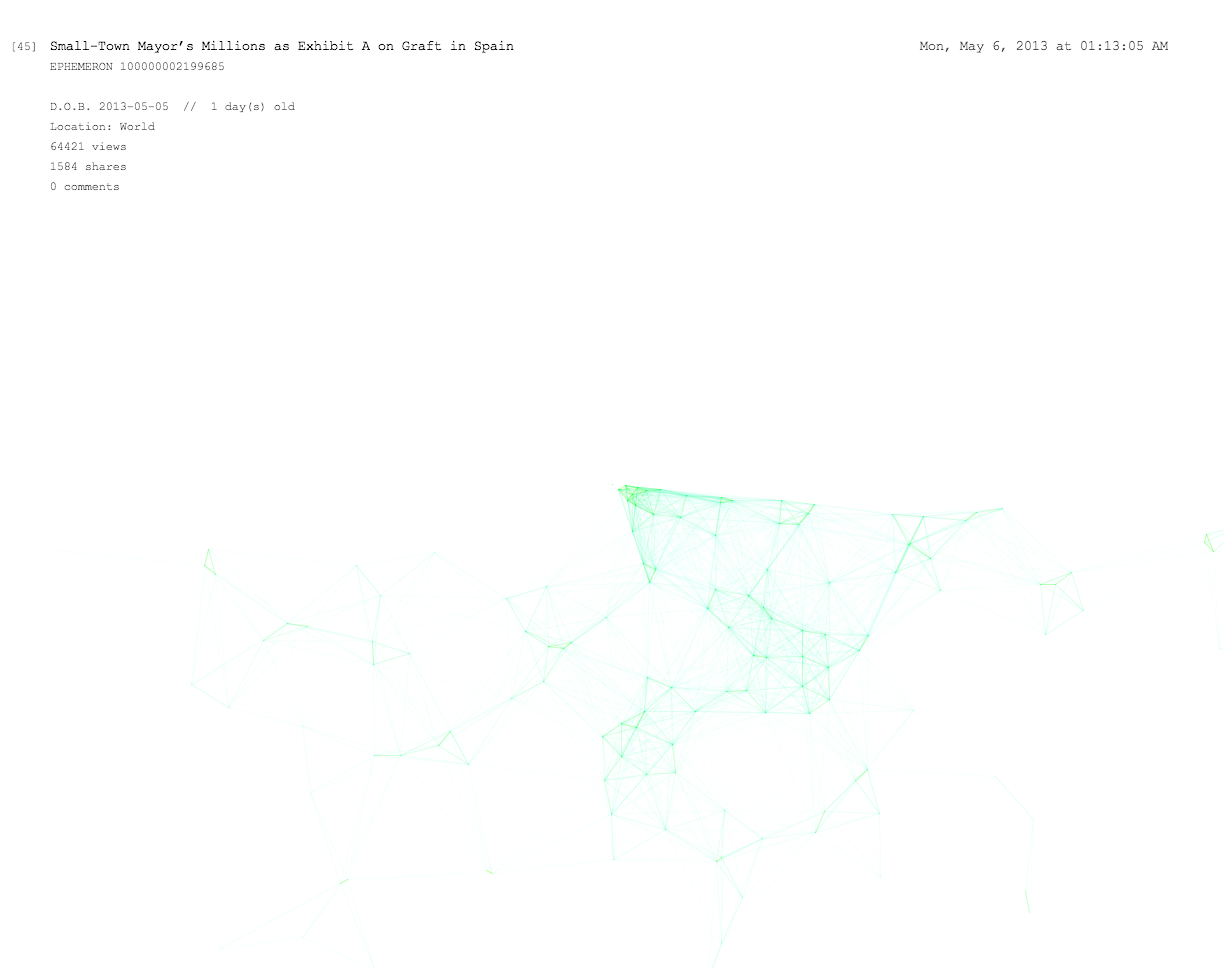 [45] Small-Town Mayor's Millions as Exhibit A on Graft in Spain Mon, May 6, 2013 at 01:13:05 AM
EPHEMERON 100000002199685
D.O.B. 2013-05-05 // 1 day(s) old
Location: World
64421 views
1584 shares
0 comments